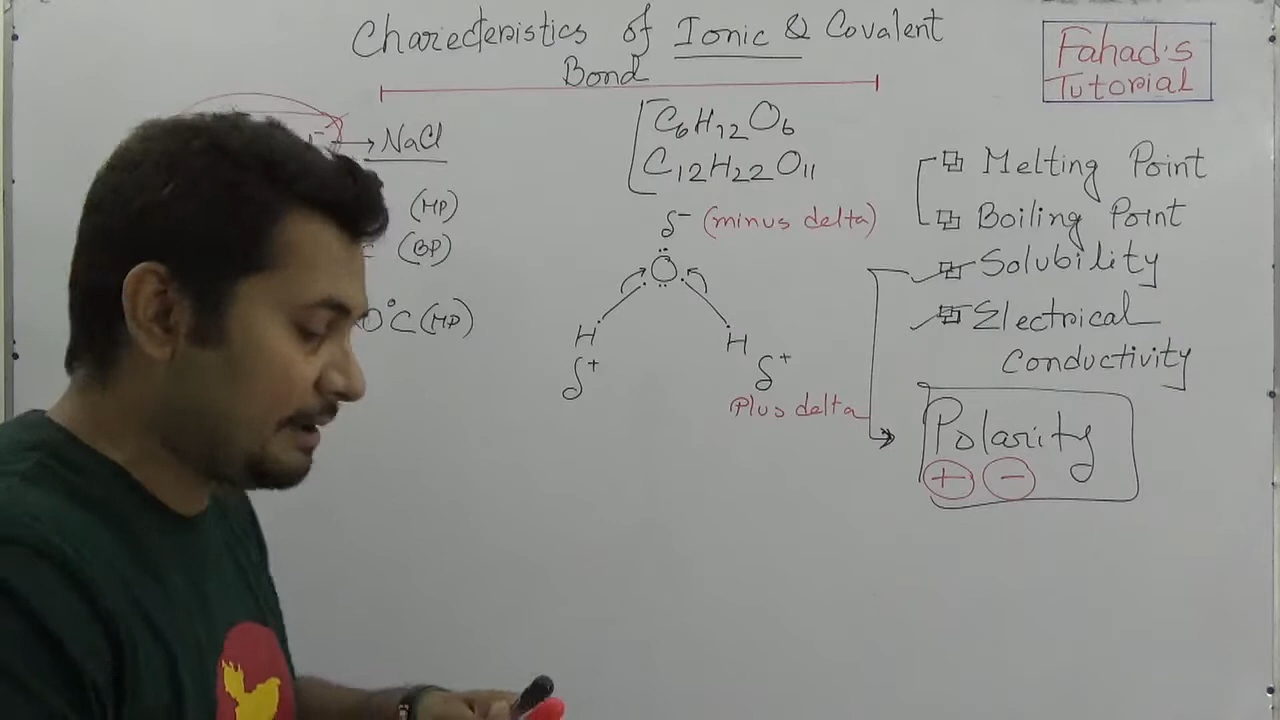 Charecteristics of Ionic & Covalent
Bond
Fahad's
Tutorial
NaCl
(MP)
(BP)
°C (MP)
C6H12O6
C12H22O11
δ- (minus delta)
O
H
H
δ+
δ+
Plus delta
Melting Point
Boiling Point
Solubility
Electrical
Conductivity
Polarity
+ -